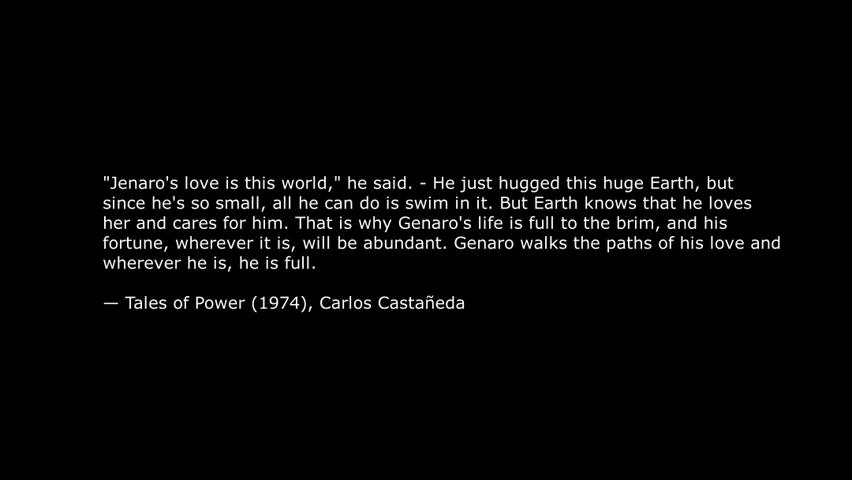 "Jenaro's love is this world," he said. - He just hugged this huge Earth, but
since he's so small, all he can do is swim in it. But Earth knows that he loves
her and cares for him. That is why Genaro's life is full to the brim, and his
fortune, wherever it is, will be abundant. Genaro walks the paths of his love and
wherever he is, he is full.
— Tales of Power (1974), Carlos Castañeda